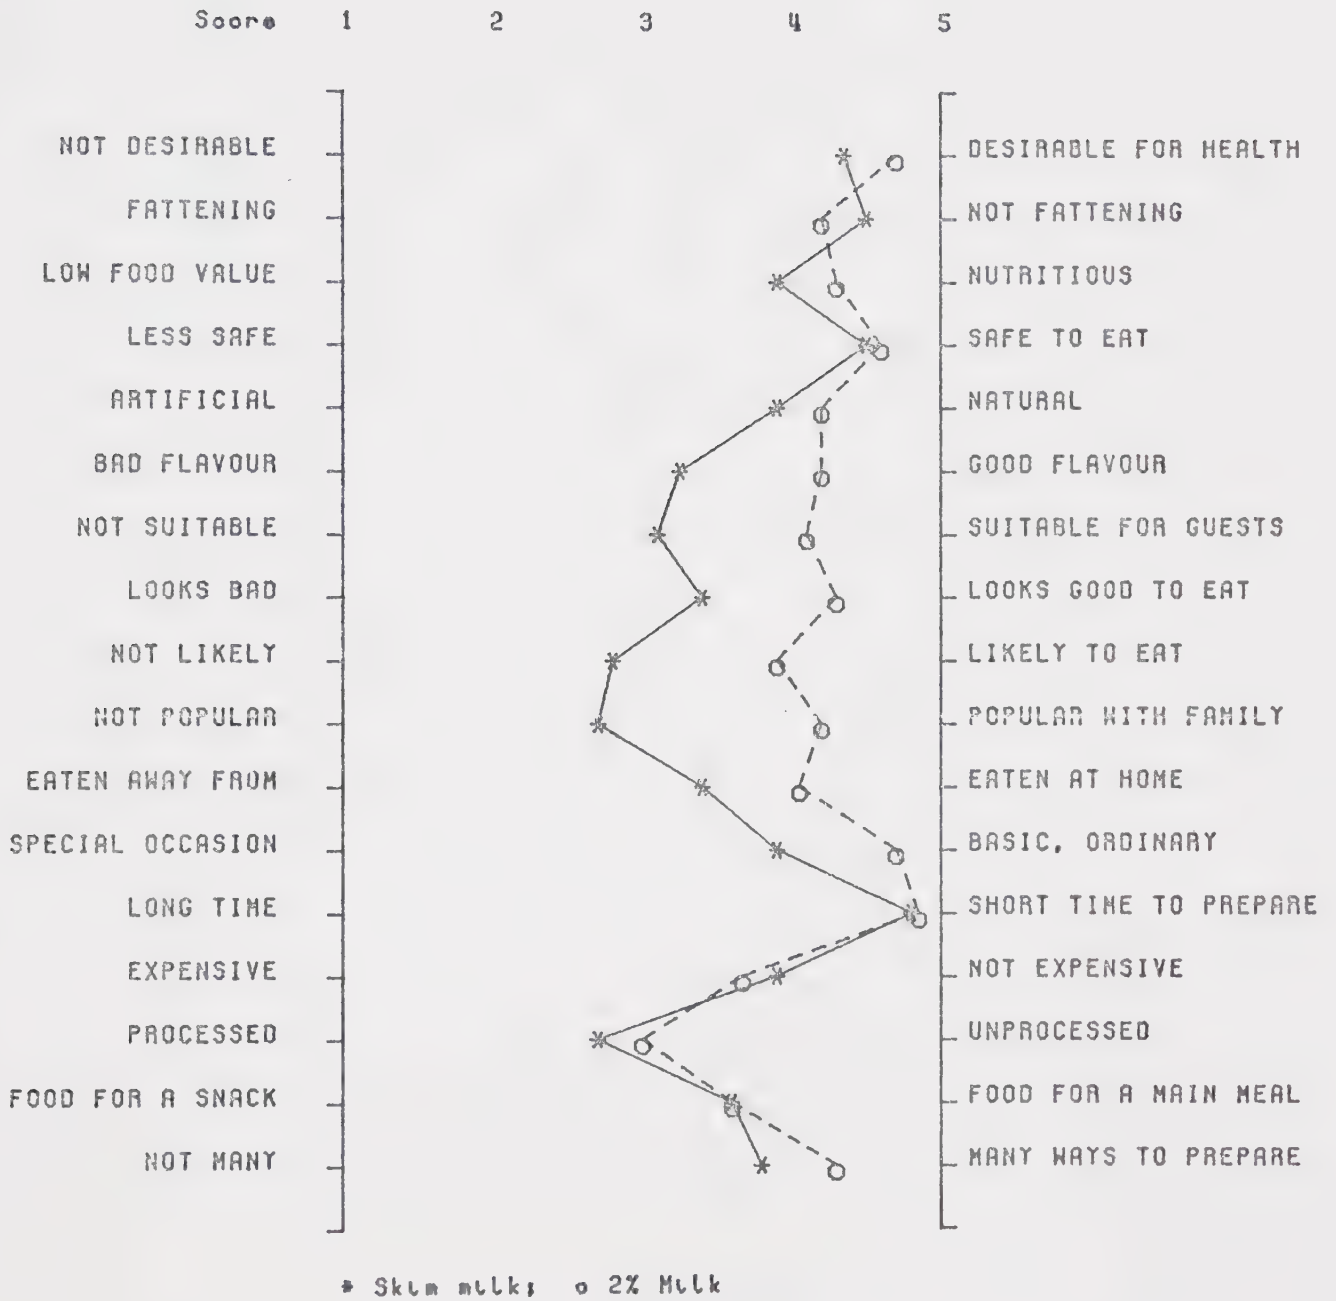 Score 1 2 3 4 5
NOT DESIRABLE DESIRABLE FOR HEALTH
FATTENING NOT FATTENING
LOW FOOD VALUE NUTRITIOUS
LESS SAFE SAFE TO EAT
ARTIFICIAL NATURAL
BAD FLAVOUR GOOD FLAVOUR
NOT SUITABLE SUITABLE FOR GUESTS
LOOKS BAD LOOKS GOOD TO EAT
NOT LIKELY LIKELY TO EAT
NOT POPULAR POPULAR WITH FAMILY
EATEN AWAY FROM EATEN AT HOME
SPECIAL OCCASION BASIC, ORDINARY
LONG TIME SHORT TIME TO PREPARE
EXPENSIVE NOT EXPENSIVE
PROCESSED UNPROCESSED
FOOD FOR A SNACK FOOD FOR A MAIN MEAL
NOT MANY MANY WAYS TO PREPARE
* Skim milk; o 2% Milk